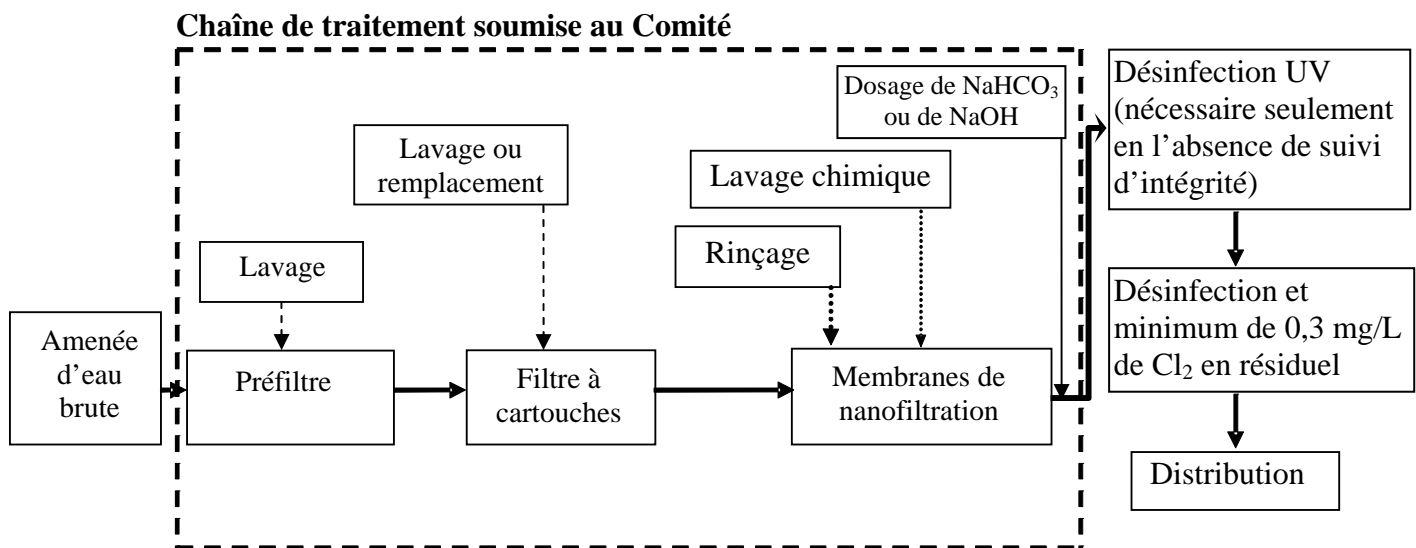 Chaîne de traitement soumise au Comité
Dosage de NaHCO₃
ou de NaOH
Désinfection UV
(nécessaire seulement
en l'absence de suivi
d'intégrité)
Lavage ou
remplacement
Lavage chimique
Rinçage
Lavage
Désinfection et
minimum de 0,3 mg/L
de Cl₂ en résiduel
Amenée
d'eau
brute
Préfiltre
Filtre à
cartouches
Membranes de
nanofiltration
Distribution